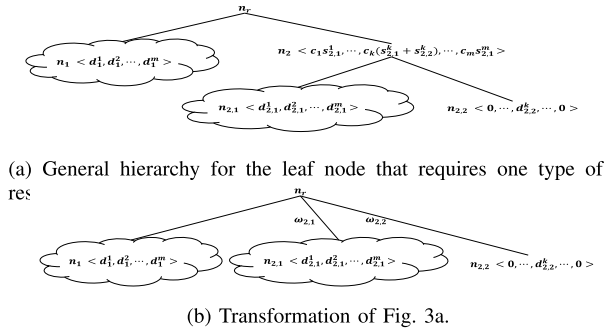 n_r
n_1 < d_1^1, d_1^2, ⋯, d_1^m >
n_2 < c_1 s_{2,1}^1, ⋯, c_k(s_{2,1}^k + s_{2,2}^k), ⋯, c_m s_{2,1}^m >
n_{2,1} < d_{2,1}^1, d_{2,1}^2, ⋯, d_{2,1}^m >
n_{2,2} < 0, ⋯, d_{2,2}^k, ⋯, 0 >
(a) General hierarchy for the leaf node that requires one type of
res
n_r
ω_{2,1}
ω_{2,2}
n_1 < d_1^1, d_1^2, ⋯, d_1^m >
n_{2,1} < d_{2,1}^1, d_{2,1}^2, ⋯, d_{2,1}^m >
n_{2,2} < 0, ⋯, d_{2,2}^k, ⋯, 0 >
(b) Transformation of Fig. 3a.